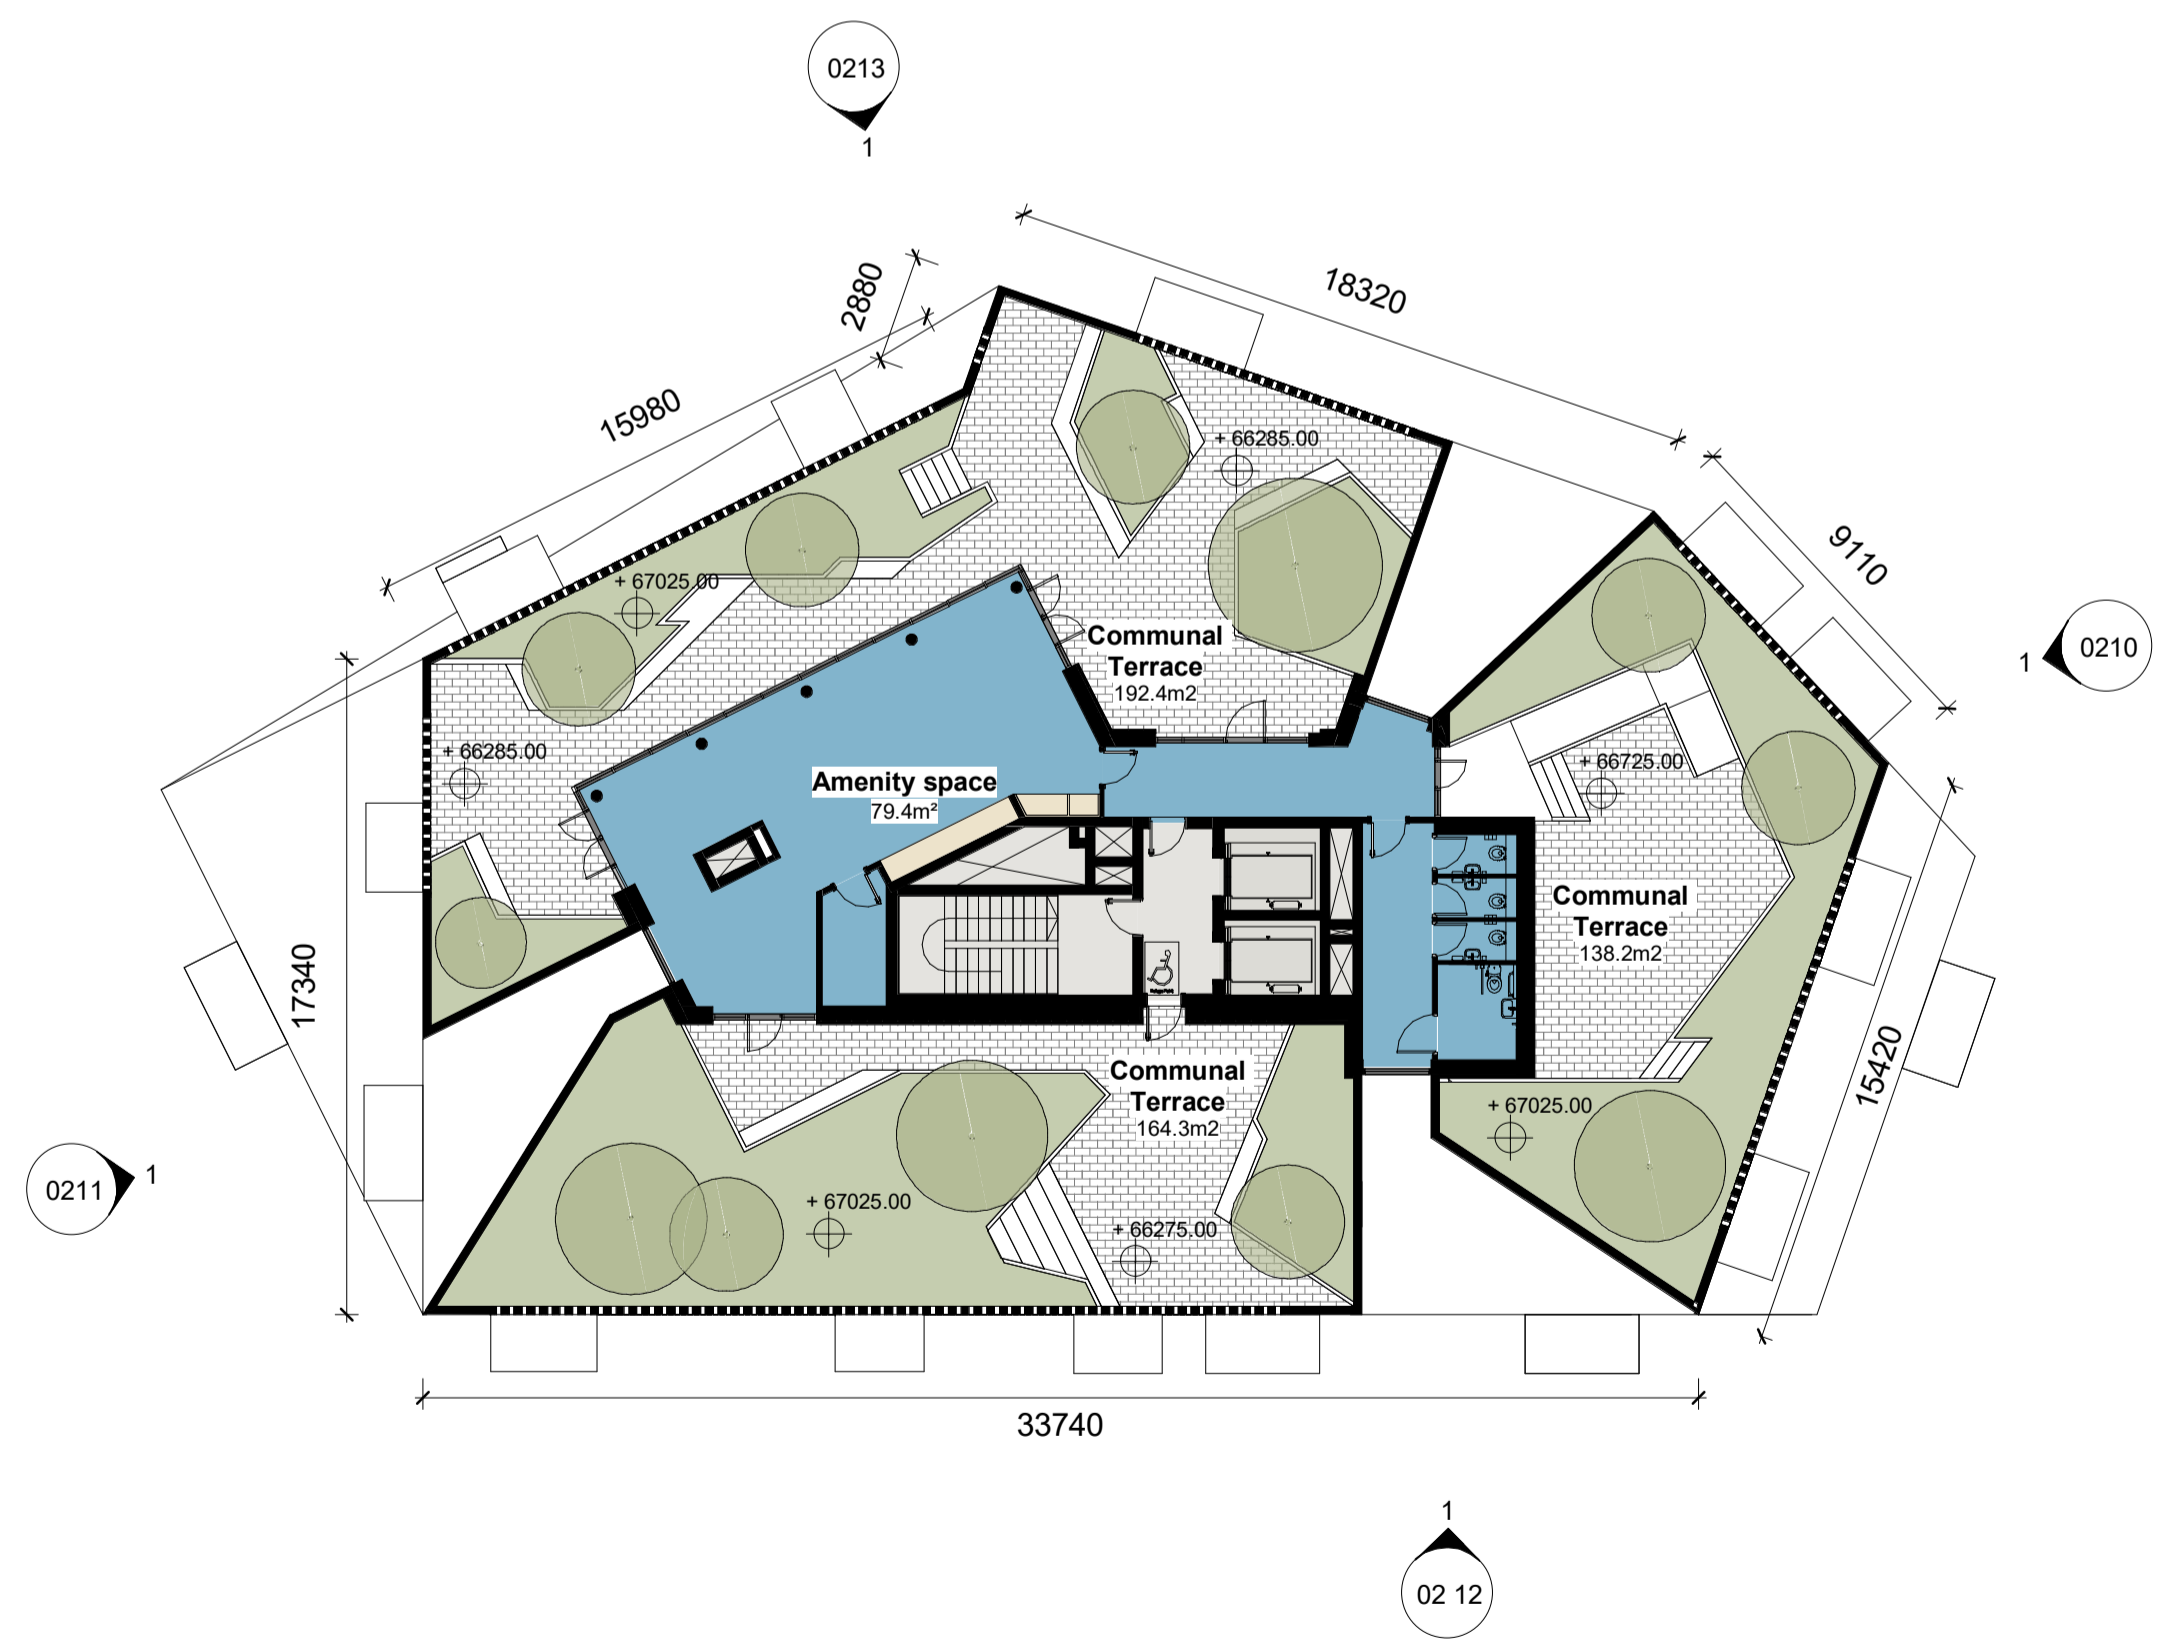 0213
1
18320
2880
15980
9110
+ 66285.00
+ 67025.00
Communal
Terrace
192.4m2
0210
1
+ 66285.00
+ 66725.00
Amenity space
79.4m²
Communal
Terrace
138.2m2
17340
15420
Communal
Terrace
164.3m2
+ 67025.00
0211
1
+ 67025.00
+ 66275.00
33740
1
02 12